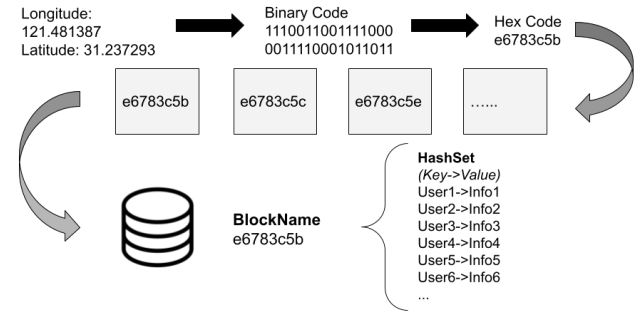 Longitude:
121.481387
Latitude: 31.237293
Binary Code
1110011001111000
0011110001011011
Hex Code
e6783c5b
e6783c5b
e6783c5c
e6783c5e
…...
BlockName
e6783c5b
HashSet
(Key->Value)
User1->Info1
User2->Info2
User3->Info3
User4->Info4
User5->Info5
User6->Info6
...